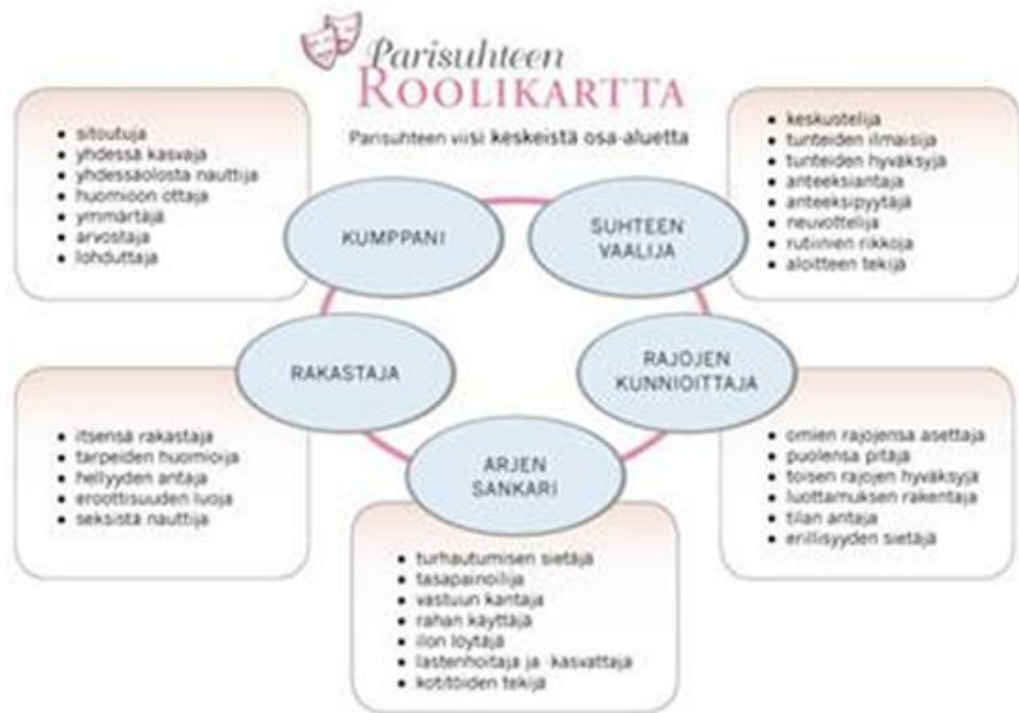 Parisuhteen
ROOLIKARTTA
Parisuhteen viisi keskeistä osa-aluetta
• sitoutuja
• yhdessä kasvaja
• yhdessäolosta nauttija
• huomioon ottaja
• ymmärtäjä
• arvostaja
• lohduttaja
KUMPPANI
SUHTEEN
VAALIJA
• keskustelija
• tunteiden ilmaisija
• tunteiden hyväksyjä
• anteeksiantaja
• anteeksipyytäjä
• neuvottelija
• rutiinien rikkoja
• aloitteen tekijä
RAKASTAJA
• itsensä rakastaja
• tarpeiden huomioija
• hellyyden antaja
• eroottisuuden luoja
• seksistä nauttija
RAJOJEN
KUNNIOITTAJA
• omien rajojensa asettaja
• puolensa pitäjä
• toisen rajojen hyväksyjä
• luottamuksen rakentaja
• tilan antaja
• erillisyyden sietäjä
ARJEN
SANKARI
• turhautumisen sietäjä
• tasapainoilija
• vastuun kantaja
• rahan käyttäjä
• ilon löytäjä
• lastenhoitaja ja -kasvattaja
• kotitöiden tekijä